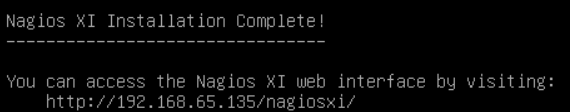 Nagios XI Installation Complete!
--------------------------------
You can access the Nagios XI web interface by visiting:
http://192.168.65.135/nagiosxi/